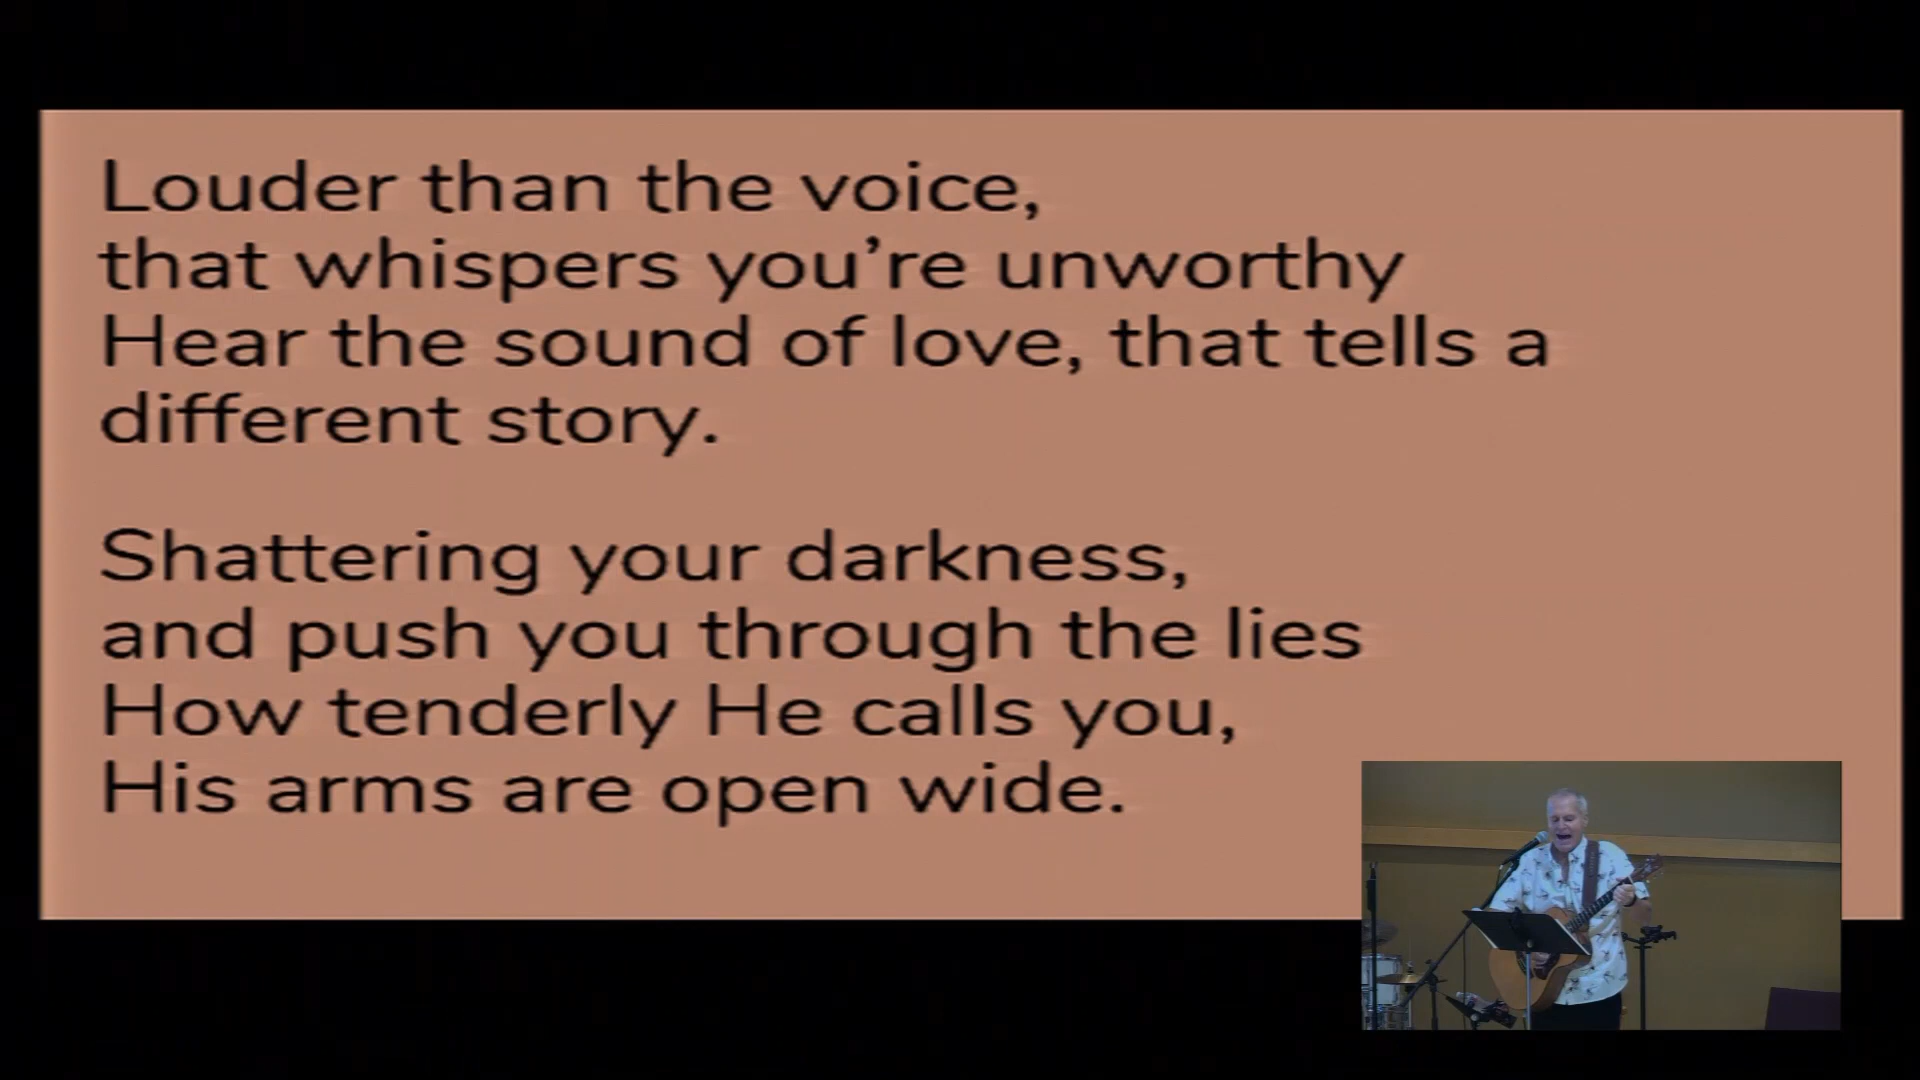 Louder than the voice,
that whispers you’re unworthy
Hear the sound of love, that tells a
different story.
Shattering your darkness,
and push you through the lies
How tenderly He calls you,
His arms are open wide.